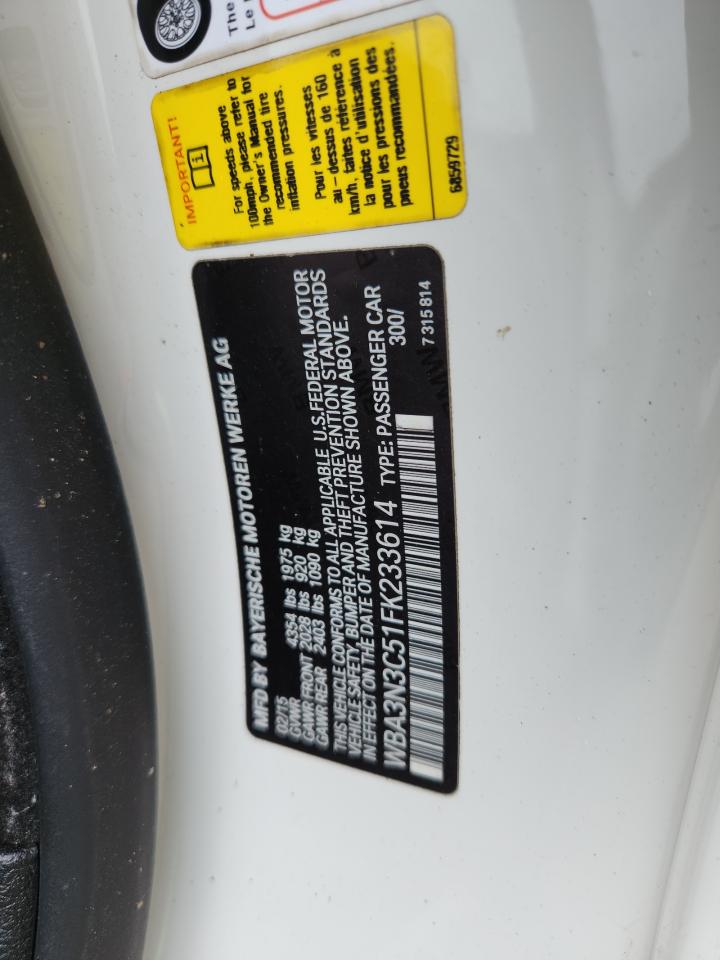 The
Le
IMPORTANT!
i
For speeds above
100mph, please refer to
the Owner's Manual for
recommended tire
inflation pressures.
Pour les vitesses
au-dessus de 160
km/h, faites référence à
la notice d'utilisation
pour les pressions des
pneus recommandées.
6859729
MFD BY BAYERISCHE MOTOREN WERKE AG
02/15
GVWR 4354 lbs 1975 kg
GAWR FRONT 2028 lbs 920 kg
GAWR REAR 2403 lbs 1090 kg
THIS VEHICLE CONFORMS TO ALL APPLICABLE U.S.FEDERAL MOTOR
VEHICLE SAFETY, BUMPER AND THEFT PREVENTION STANDARDS
IN EFFECT ON THE DATE OF MANUFACTURE SHOWN ABOVE.
WBA3N3C51FK233614 TYPE: PASSENGER CAR
300/
7315814